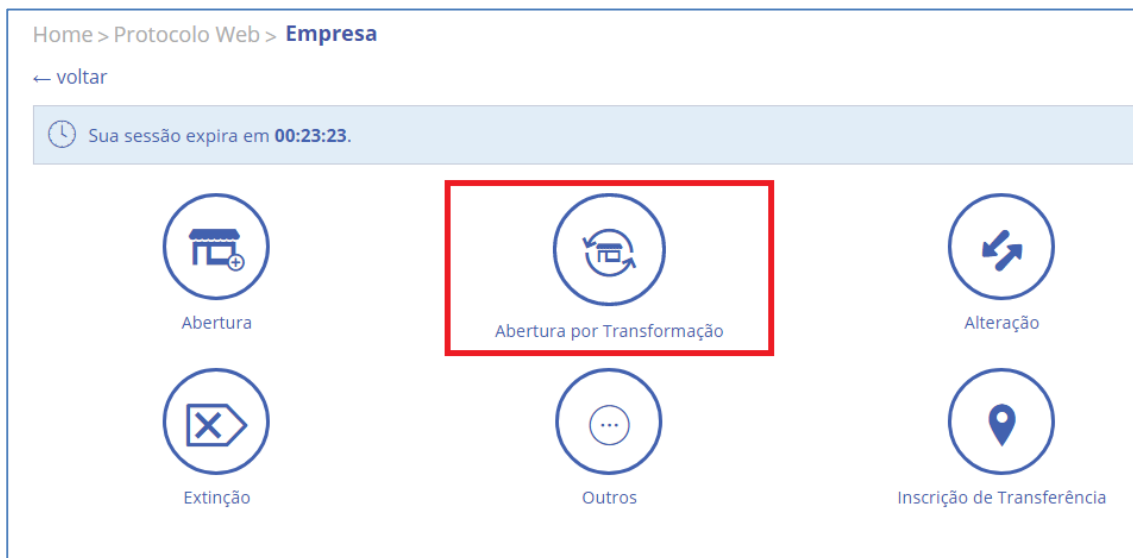 Home > Protocolo Web > Empresa
← voltar
Sua sessão expira em 00:23:23.
Abertura
Abertura por Transformação
Alteração
Extinção
Outros
Inscrição de Transferência